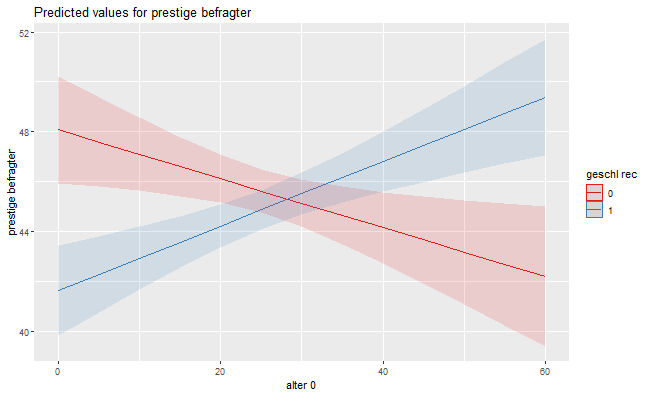 Predicted values for prestige befragter
52
48
44
40
prestige befragter
0
20
40
60
alter 0
geschl rec
0
1